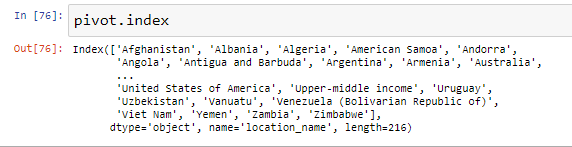 In [76]: pivot.index
Out[76]: Index(['Afghanistan', 'Albania', 'Algeria', 'American Samoa', 'Andorra',
'Angola', 'Antigua and Barbuda', 'Argentina', 'Armenia', 'Australia',
...
'United States of America', 'Upper-middle income', 'Uruguay',
'Uzbekistan', 'Vanuatu', 'Venezuela (Bolivarian Republic of)',
'Viet Nam', 'Yemen', 'Zambia', 'Zimbabwe'],
dtype='object', name='location_name', length=216)